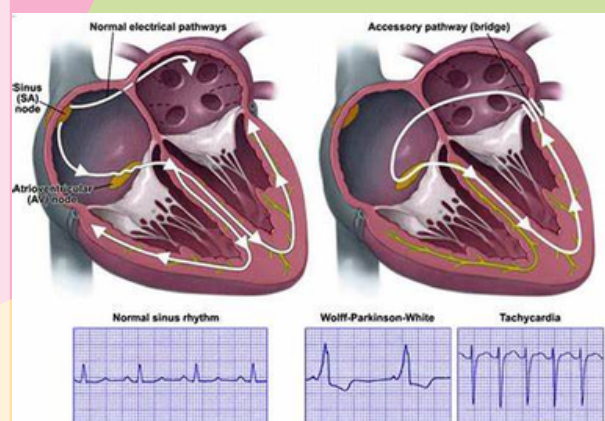 Normal electrical pathways
Accessory pathway (bridge)
Sinus
(SA)
node
Atrioventricular
(AV) node
Normal sinus rhythm
Wolff-Parkinson-White
Tachycardia